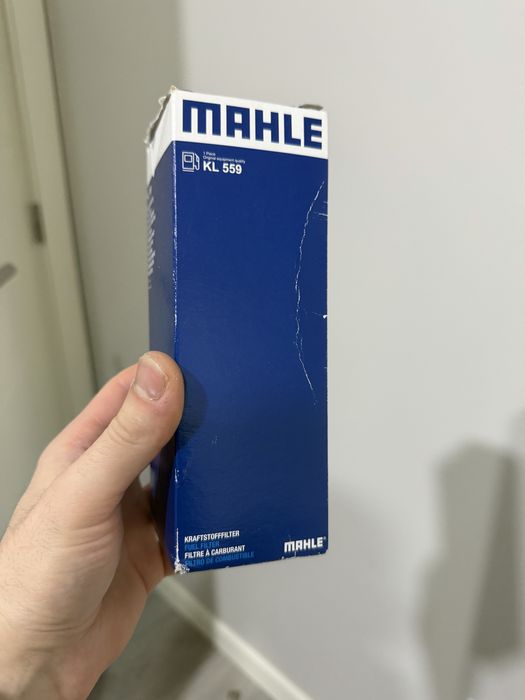 MAHLE
1 Piece
Original equipment quality
KL 559
KRAFTSTOFFFILTER
FUEL FILTER
FILTRE À CARBURANT
FILTRO DE COMBUSTIBLE
MAHLE